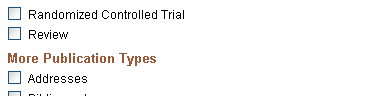 Randomized Controlled Trial
Review
More Publication Types
Addresses